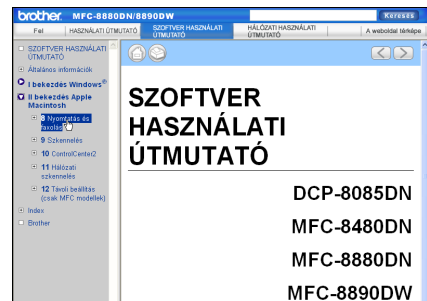 brother MFC-8880DN/8890DW
Keresés
Fel
HASZNÁLATI ÚTMUTATÓ
SZOFTVER HASZNÁLATI
ÚTMUTATÓ
HÁLÓZATI HASZNÁLATI
ÚTMUTATÓ
A weboldal térképe
SZOFTVER HASZNÁLATI
ÚTMUTATÓ
Általános információk
I bekezdés Windows®
II bekezdés Apple
Macintosh
8 Nyomtatás és
faxolás
9 Szkennelés
10 ControlCenter2
11 Hálózati
szkennelés
12 Távoli beállítás
(csak MFC modellek)
Index
Brother
SZOFTVER
HASZNÁLATI
ÚTMUTATÓ
DCP-8085DN
MFC-8480DN
MFC-8880DN
MFC-8890DW